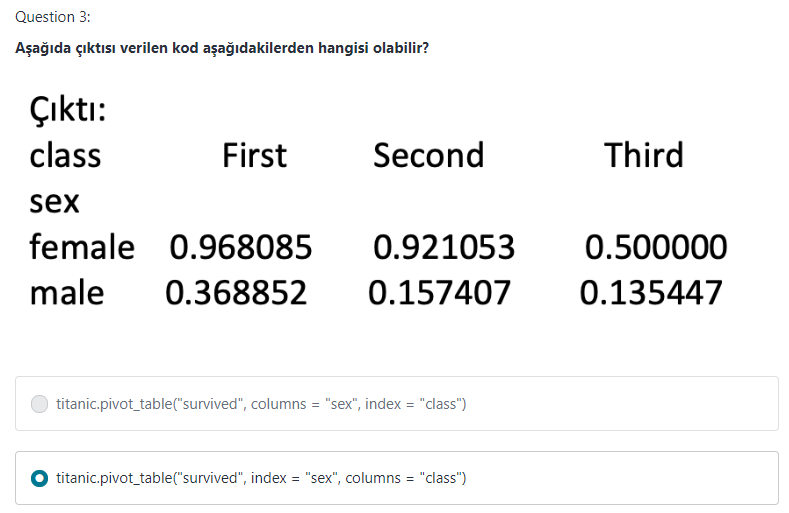 Question 3:
Aşağıda çıktısı verilen kod aşağıdakilerden hangisi olabilir?
Çıktı:
class First Second Third
sex
female 0.968085 0.921053 0.500000
male 0.368852 0.157407 0.135447
titanic.pivot_table("survived", columns = "sex", index = "class")
titanic.pivot_table("survived", index = "sex", columns = "class")